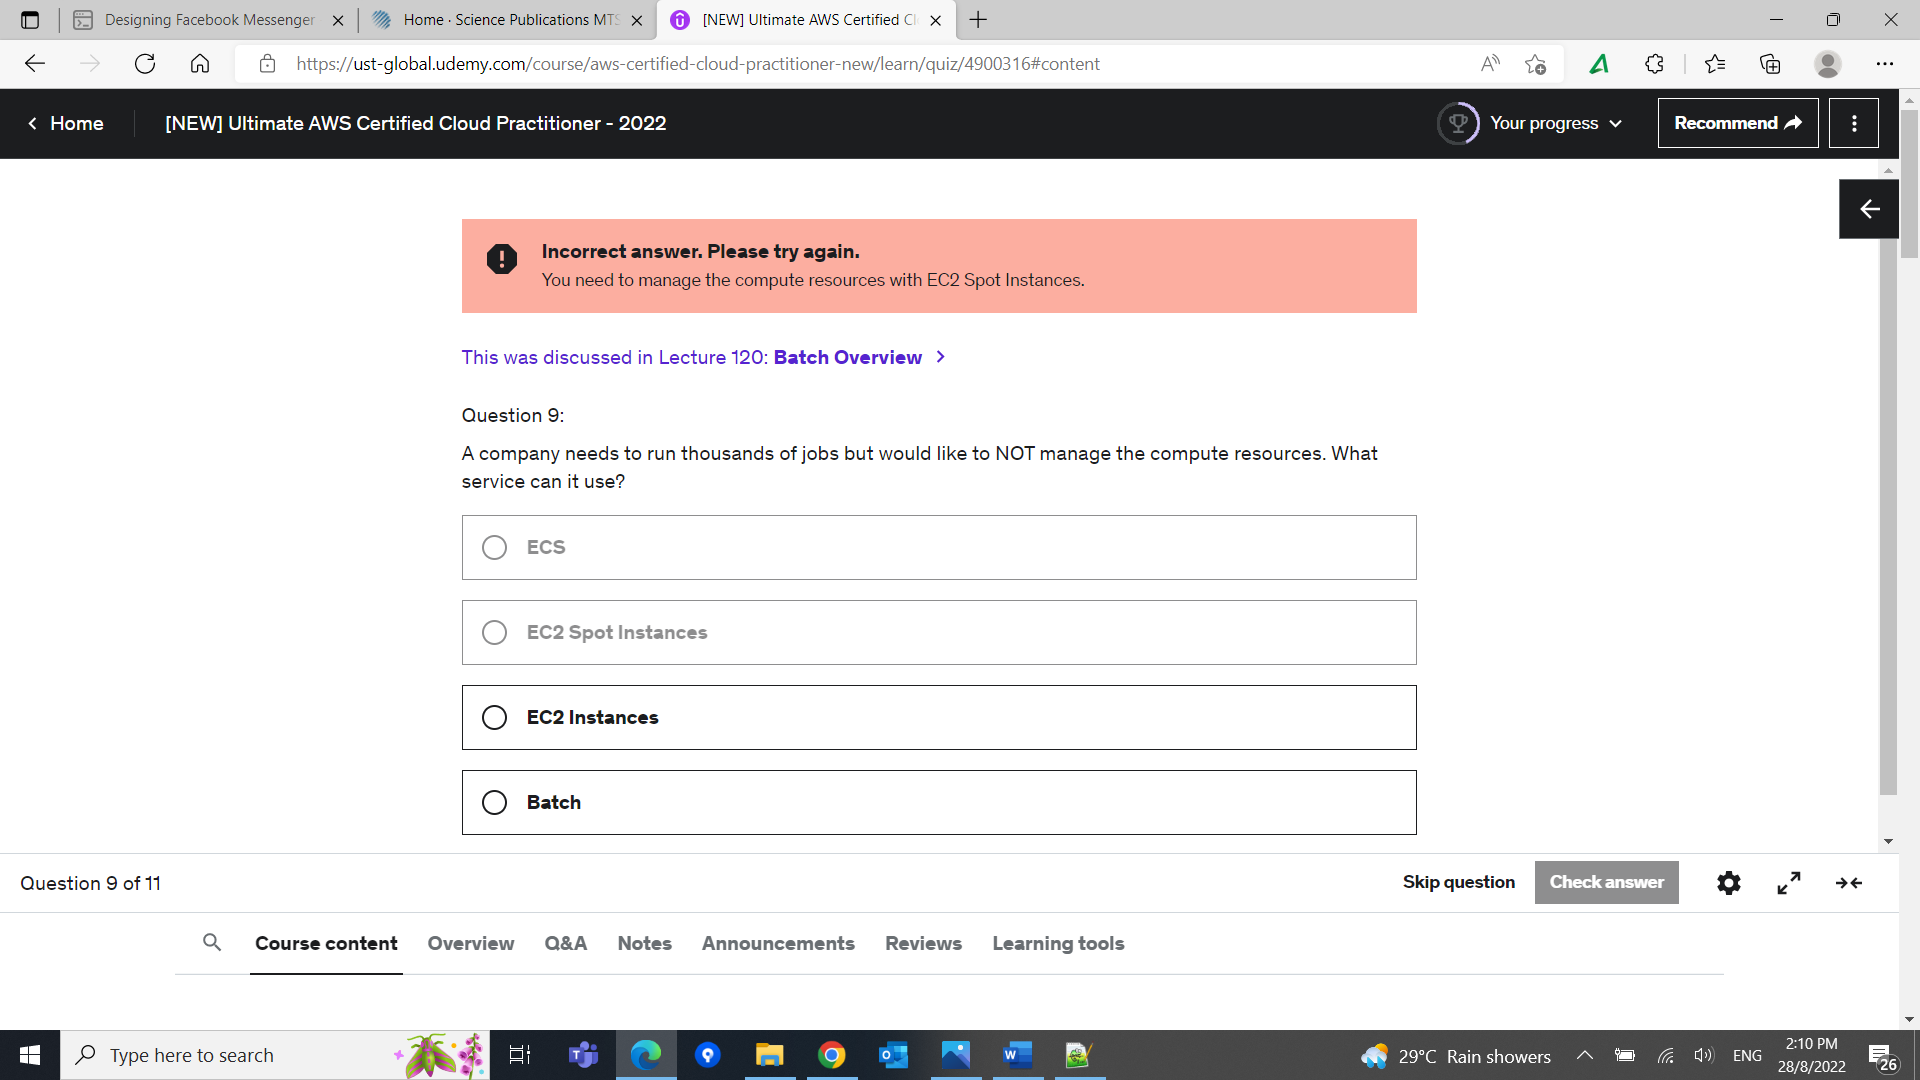 Designing Facebook Messenger
Home · Science Publications MTS
[NEW] Ultimate AWS Certified Cl
https://ust-global.udemy.com/course/aws-certified-cloud-practitioner-new/learn/quiz/4900316#content
Home
[NEW] Ultimate AWS Certified Cloud Practitioner - 2022
Your progress
Recommend
Incorrect answer. Please try again.
You need to manage the compute resources with EC2 Spot Instances.
This was discussed in Lecture 120: Batch Overview
Question 9:
A company needs to run thousands of jobs but would like to NOT manage the compute resources. What
service can it use?
ECS
EC2 Spot Instances
EC2 Instances
Batch
Question 9 of 11
Skip question
Check answer
Course content
Overview
Q&A
Notes
Announcements
Reviews
Learning tools
Type here to search
29°C Rain showers
ENG
2:10 PM
28/8/2022
26